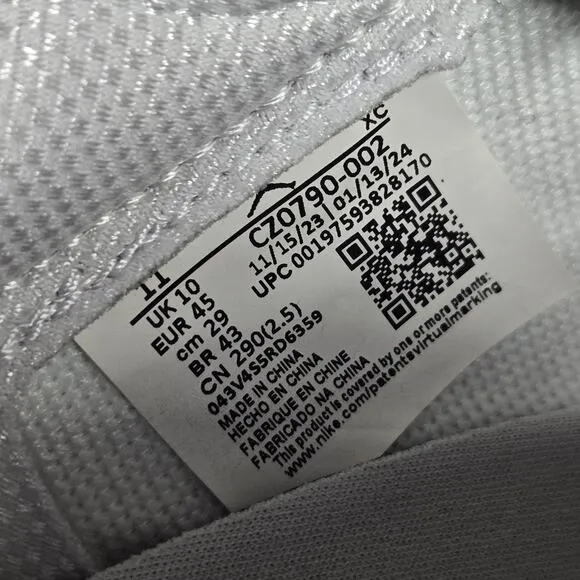 XC
CZ0790-002
11/15/23 | 01/13/24
UPC 00197593828170
11
UK 10
EUR 45
cm 29
BR 43
CN 290(2.5)
043V4S5RD6359
MADE IN CHINA
HECHO EN CHINA
FABRIQUE EN CHINE
FABRICADO NA CHINA
This product is covered by one or more patents:
www.nike.com/patentavirtualmarking